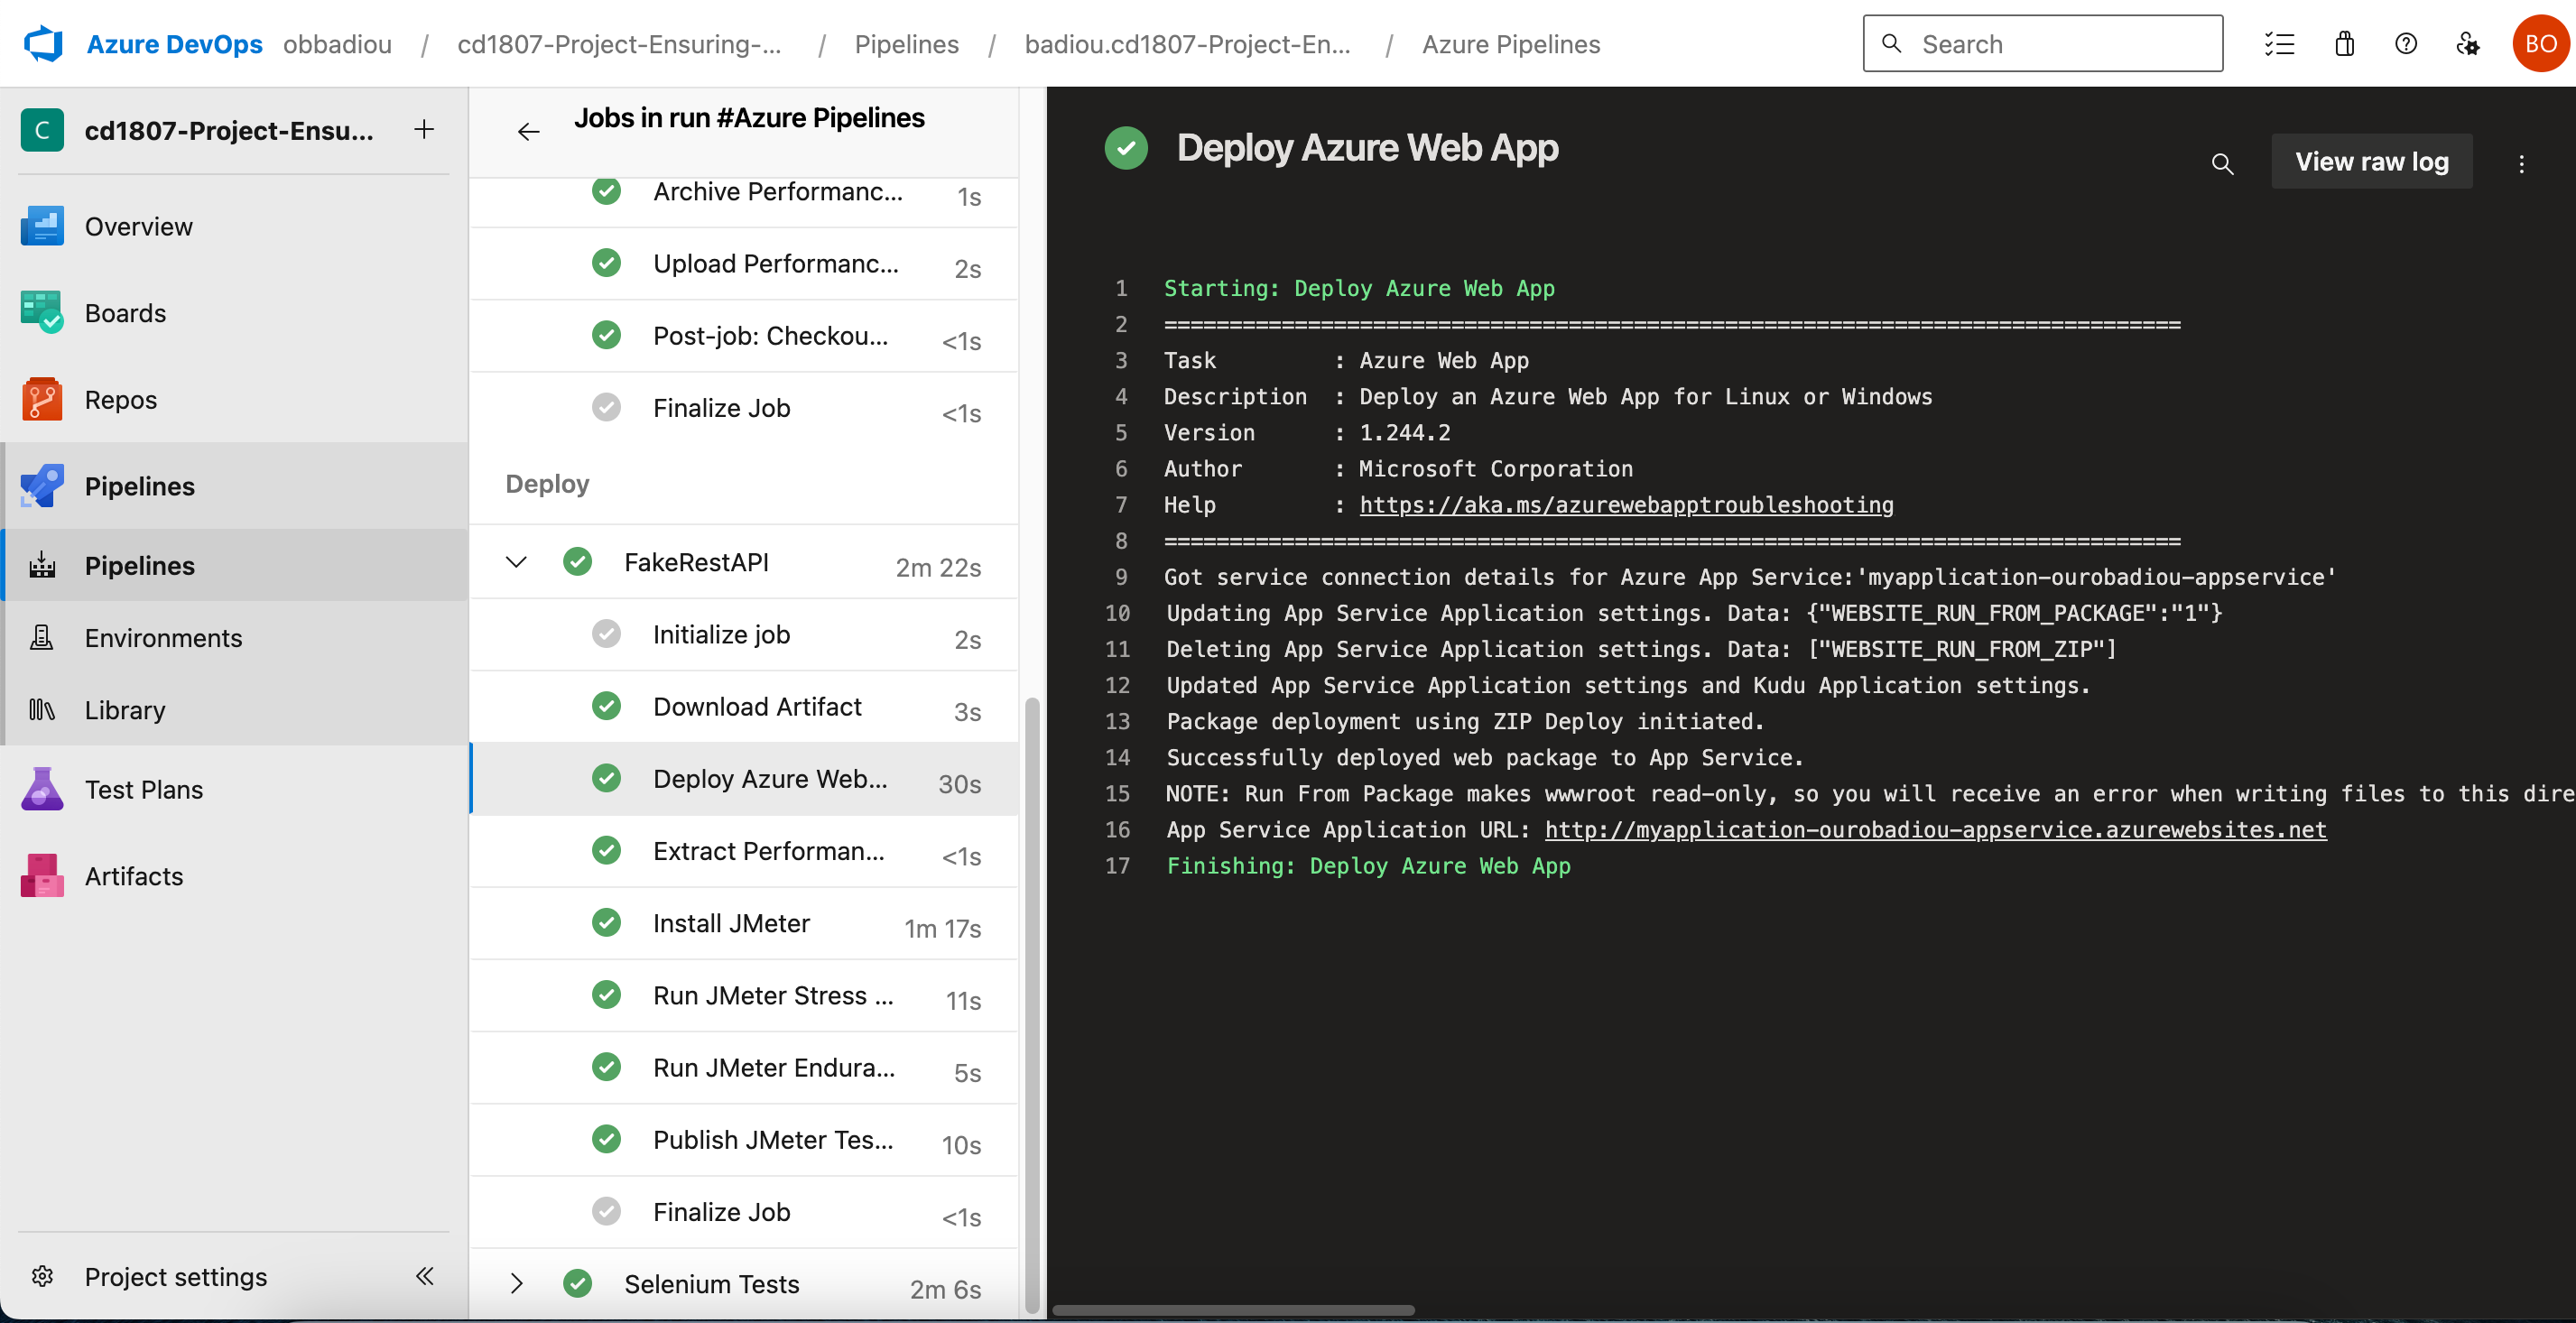 Azure DevOps obbadiou / cd1807-Project-Ensuring-... / Pipelines / badiou.cd1807-Project-En... / Azure Pipelines
Search
BO
C cd1807-Project-Ensu...
Overview
Boards
Repos
Pipelines
Pipelines
Environments
Library
Test Plans
Artifacts
Project settings
Jobs in run #Azure Pipelines
Archive Performanc... 1s
Upload Performanc... 2s
Post-job: Checkou... <1s
Finalize Job <1s
Deploy
FakeRestAPI 2m 22s
Initialize job 2s
Download Artifact 3s
Deploy Azure Web... 30s
Extract Performan... <1s
Install JMeter 1m 17s
Run JMeter Stress ... 11s
Run JMeter Endura... 5s
Publish JMeter Tes... 10s
Finalize Job <1s
Selenium Tests 2m 6s
Deploy Azure Web App
View raw log
1 Starting: Deploy Azure Web App
2 ==============================================================================
3 Task : Azure Web App
4 Description : Deploy an Azure Web App for Linux or Windows
5 Version : 1.244.2
6 Author : Microsoft Corporation
7 Help : https://aka.ms/azurewebapptroubleshooting
8 ==============================================================================
9 Got service connection details for Azure App Service:'myapplication-ourobadiou-appservice'
10 Updating App Service Application settings. Data: {"WEBSITE_RUN_FROM_PACKAGE":"1"}
11 Deleting App Service Application settings. Data: ["WEBSITE_RUN_FROM_ZIP"]
12 Updated App Service Application settings and Kudu Application settings.
13 Package deployment using ZIP Deploy initiated.
14 Successfully deployed web package to App Service.
15 NOTE: Run From Package makes wwwroot read-only, so you will receive an error when writing files to this dire
16 App Service Application URL: http://myapplication-ourobadiou-appservice.azurewebsites.net
17 Finishing: Deploy Azure Web App